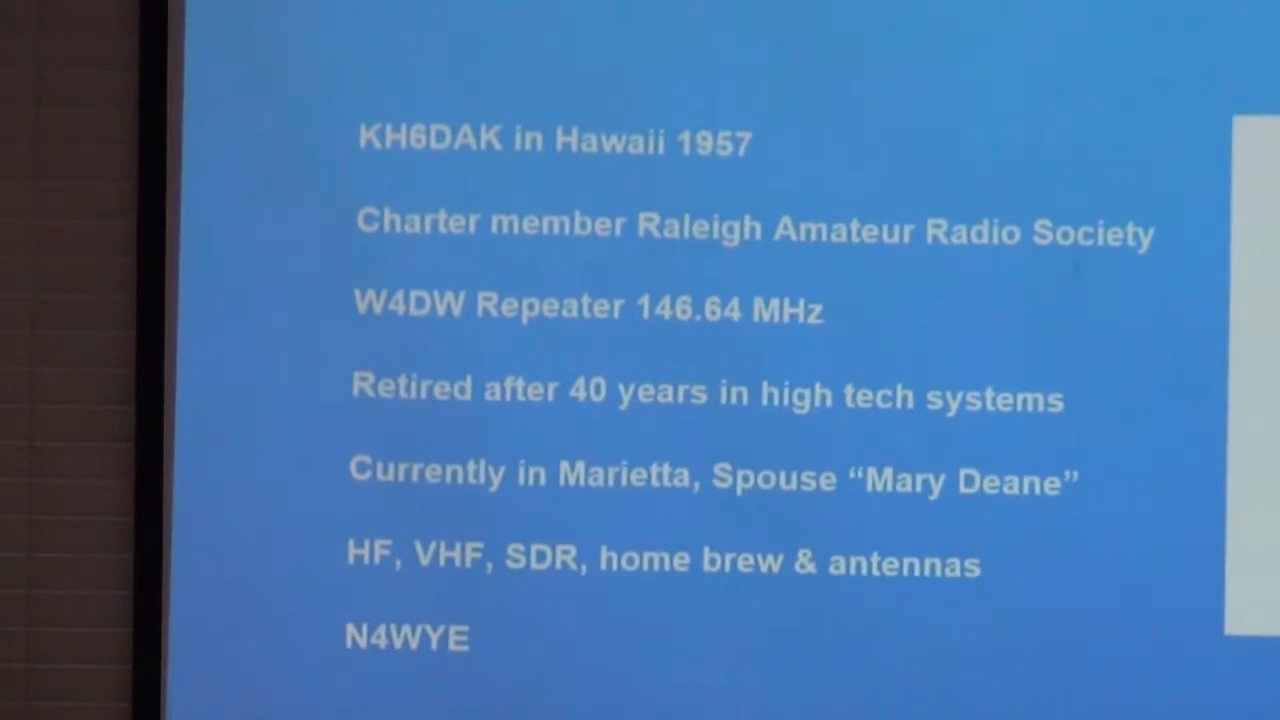 KH6DAK in Hawaii 1957
Charter member Raleigh Amateur Radio Society
W4DW Repeater 146.64 MHz
Retired after 40 years in high tech systems
Currently in Marietta, Spouse “Mary Deane”
HF, VHF, SDR, home brew & antennas
N4WYE